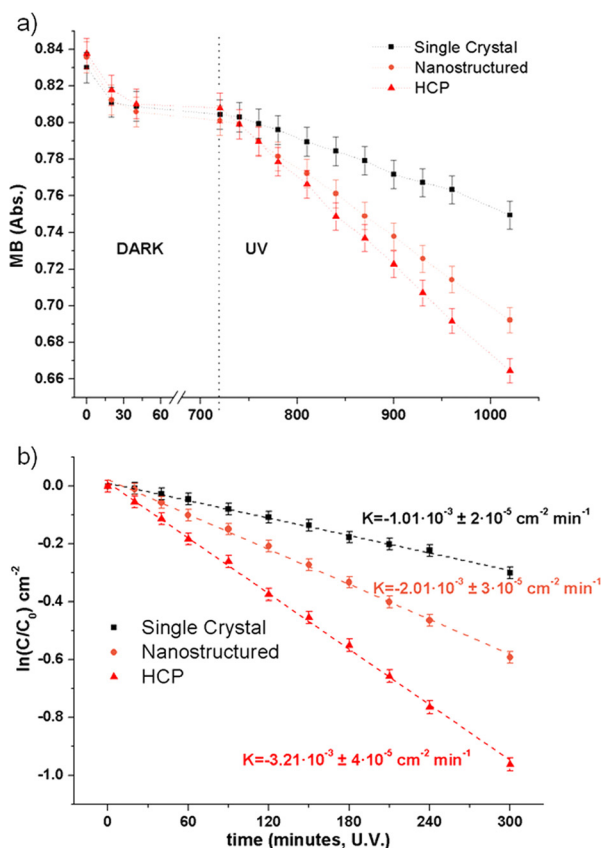 a)
Single Crystal
Nanostructured
HCP
MB (Abs.)
0.84
0.82
0.80
0.78
0.76
0.74
0.72
0.70
0.68
0.66
DARK
UV
0 30 60 700 800 900 1000
b)
ln(C/C₀) cm⁻²
0.0
-0.2
-0.4
-0.6
-0.8
-1.0
K=-1.01·10⁻³ ± 2·10⁻⁵ cm⁻² min⁻¹
K=-2.01·10⁻³ ± 3·10⁻⁵ cm⁻² min⁻¹
Single Crystal
Nanostructured
HCP
K=-3.21·10⁻³ ± 4·10⁻⁵ cm⁻² min⁻¹
0 60 120 180 240 300
time (minutes, U.V.)